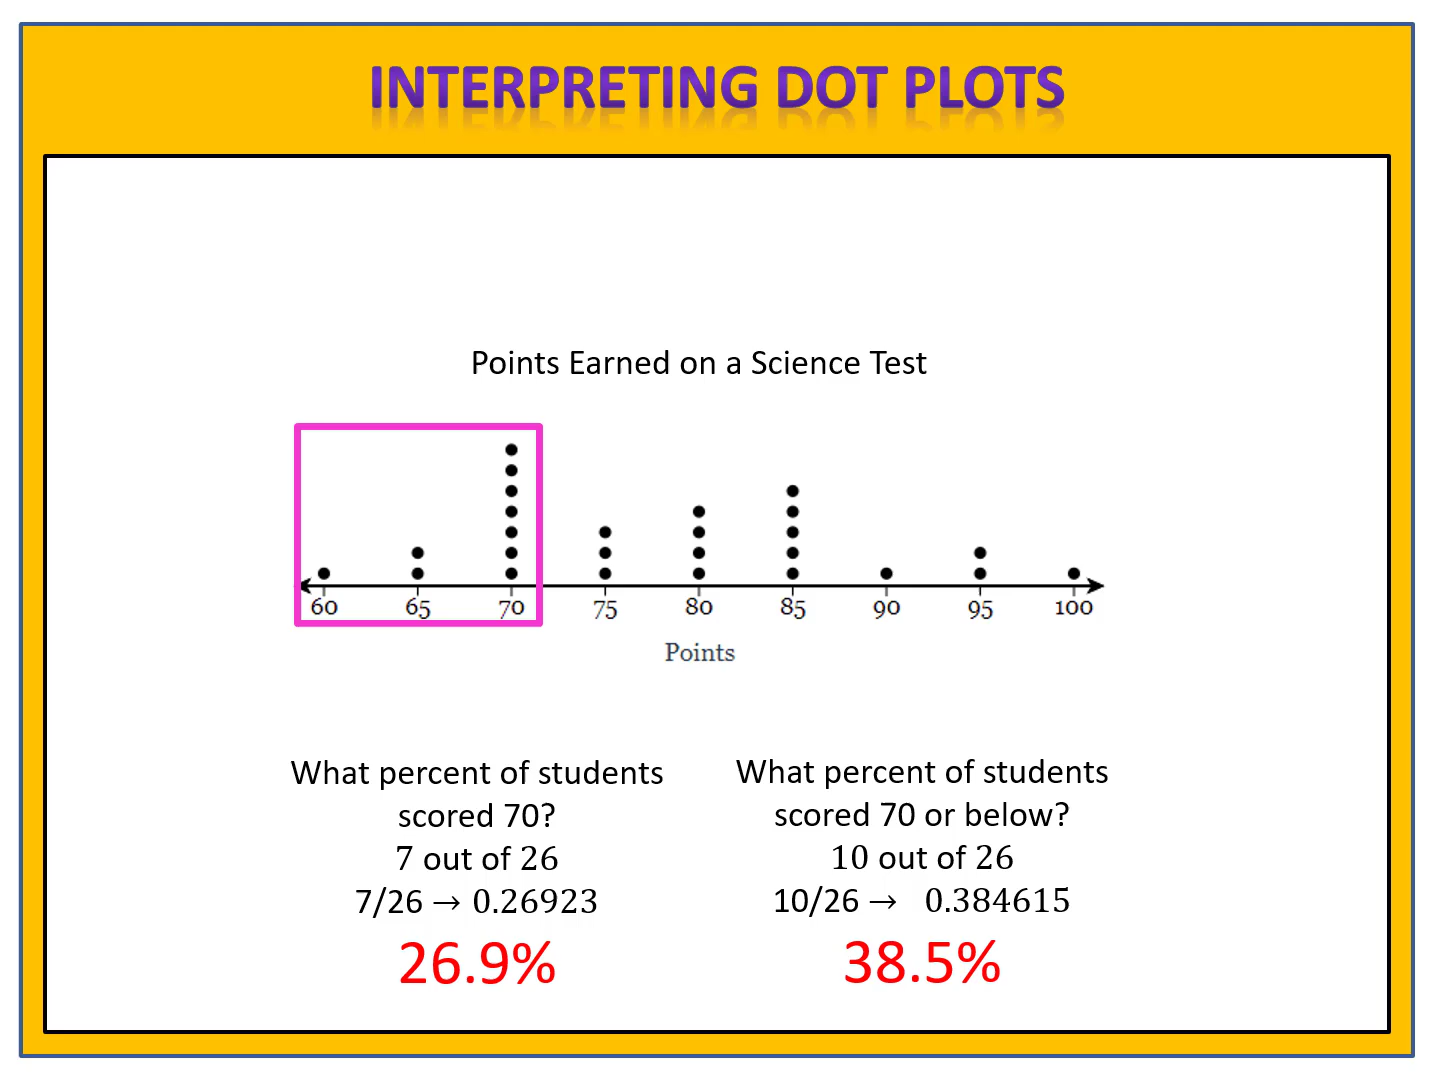 INTERPRETING DOT PLOTS
Points Earned on a Science Test
60 65 70 75 80 85 90 95 100
Points
What percent of students
scored 70?
7 out of 26
7/26 → 0.26923
26.9%
What percent of students
scored 70 or below?
10 out of 26
10/26 → 0.384615
38.5%